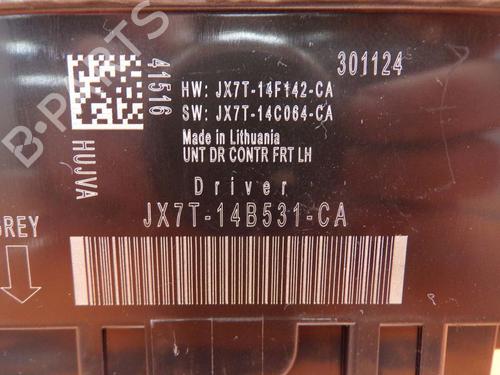 B-PARTS
301124
41516
HW: JX7T-14F142-CA
SW: JX7T-14C064-CA
Made in Lithuania
UNT DR CONTR FRT LH
HUJVA
Driver
JX7T-14B531-CA
GREY